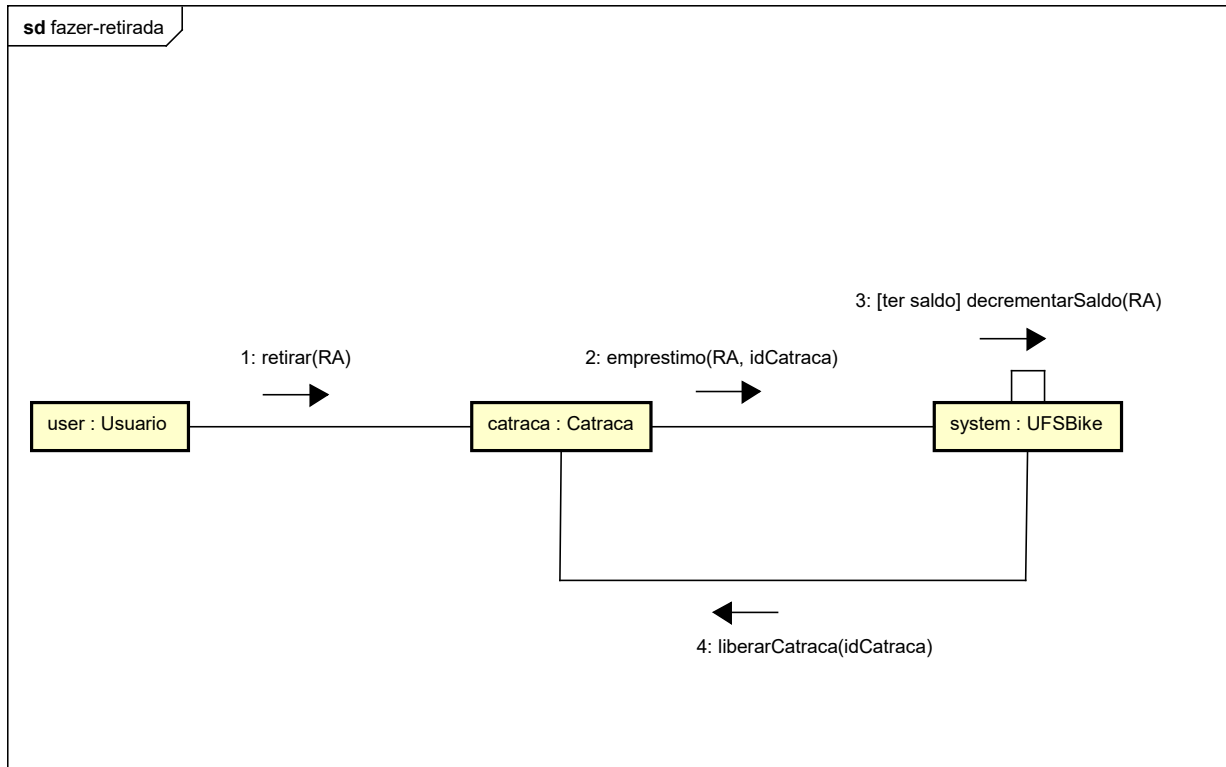 sd fazer-retirada
3: [ter saldo] decrementarSaldo(RA)
1: retirar(RA)
2: emprestimo(RA, idCatraca)
user : Usuario
catraca : Catraca
system : UFSBike
4: liberarCatraca(idCatraca)